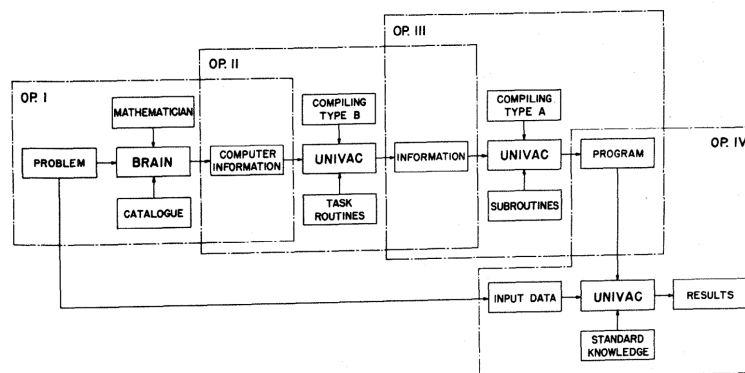 OP. III
OP. II
OP. I
OP. IV
MATHEMATICIAN
COMPILING
TYPE B
COMPILING
TYPE A
PROBLEM
BRAIN
COMPUTER
INFORMATION
UNIVAC
INFORMATION
UNIVAC
PROGRAM
CATALOGUE
TASK
ROUTINES
SUBROUTINES
INPUT DATA
UNIVAC
RESULTS
STANDARD
KNOWLEDGE